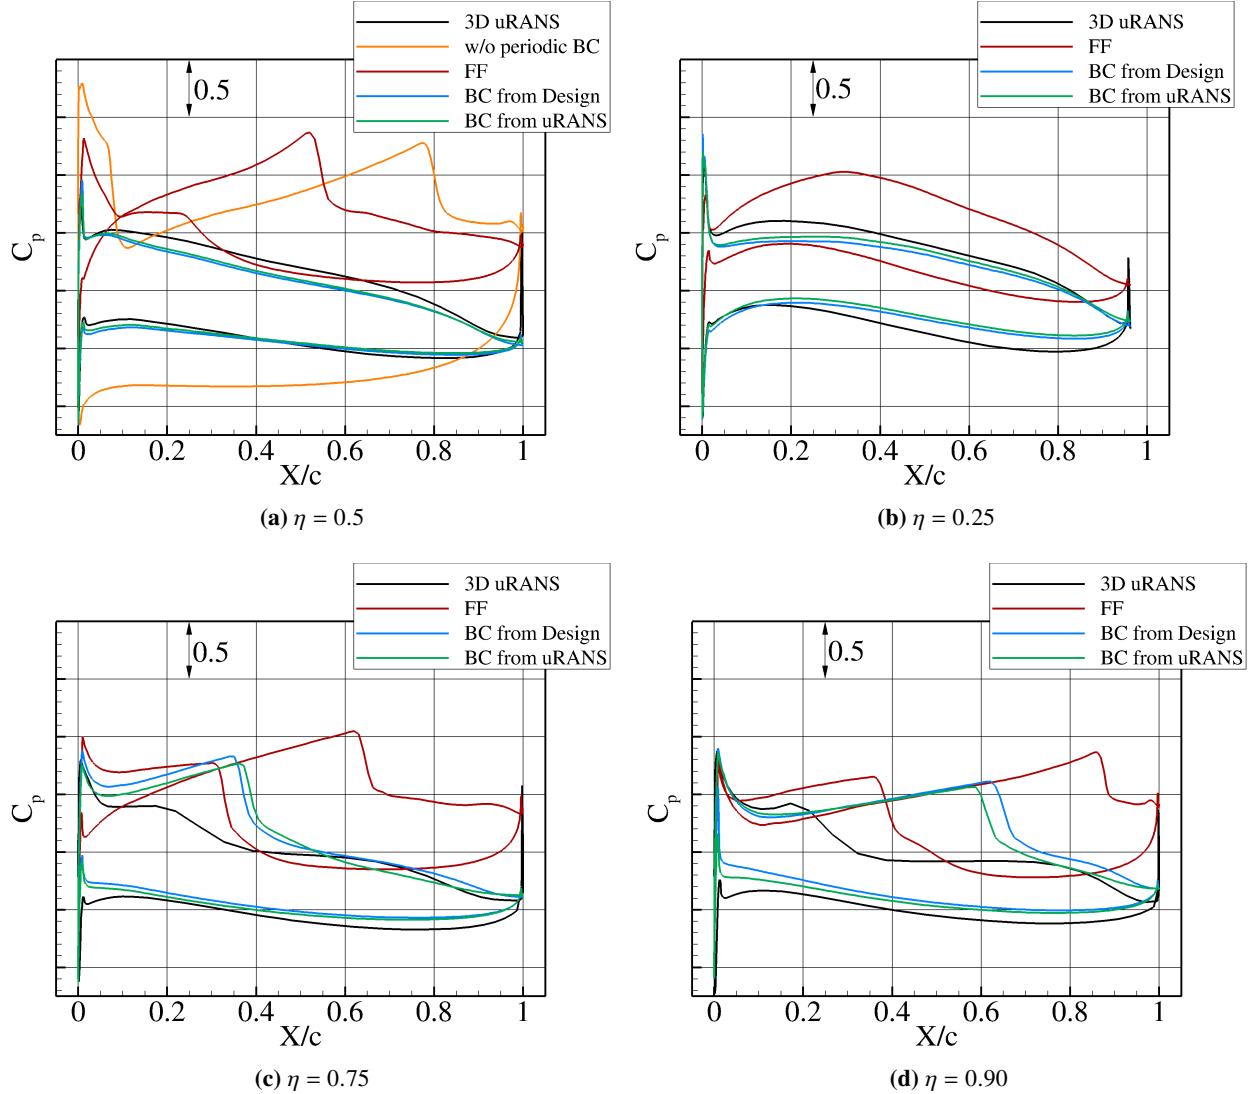 3D uRANS
w/o periodic BC
FF
BC from Design
BC from uRANS
0.5
Cp
0 0.2 0.4 0.6 0.8 1
X/c
(a) η = 0.5
3D uRANS
FF
BC from Design
BC from uRANS
0.5
Cp
0 0.2 0.4 0.6 0.8 1
X/c
(b) η = 0.25
3D uRANS
FF
BC from Design
BC from uRANS
0.5
Cp
0 0.2 0.4 0.6 0.8 1
X/c
(c) η = 0.75
3D uRANS
FF
BC from Design
BC from uRANS
0.5
Cp
0 0.2 0.4 0.6 0.8 1
X/c
(d) η = 0.90